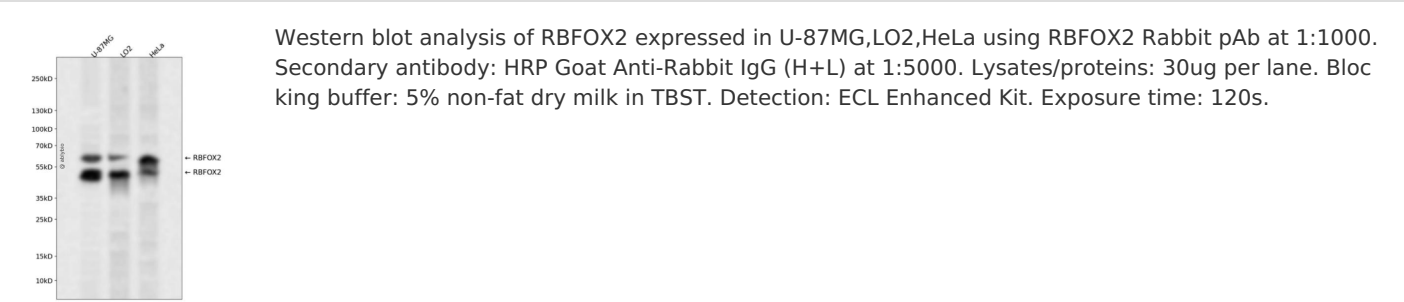 U-87MG LO2 HeLa
Western blot analysis of RBFOX2 expressed in U-87MG,LO2,HeLa using RBFOX2 Rabbit pAb at 1:1000.
Secondary antibody: HRP Goat Anti-Rabbit IgG (H+L) at 1:5000. Lysates/proteins: 30ug per lane. Bloc
king buffer: 5% non-fat dry milk in TBST. Detection: ECL Enhanced Kit. Exposure time: 120s.
250kD
130kD
100kD
70kD
55kD
35kD
25kD
15kD
10kD
← RBFOX2
← RBFOX2